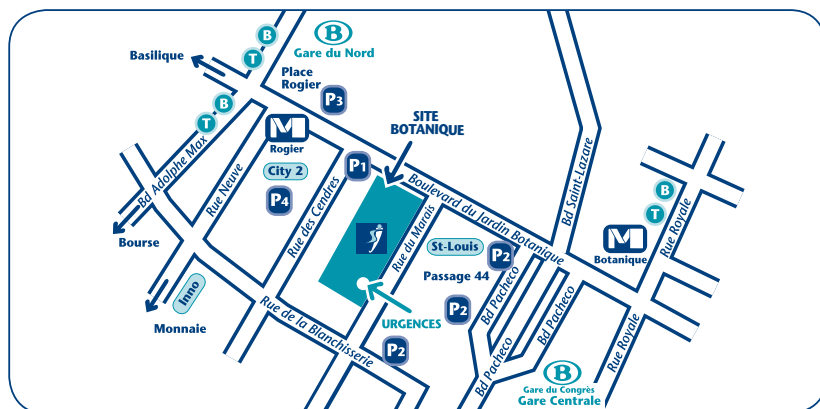 B
T
B
Gare du Nord
Basilique
Place
Rogier
P3
B
T
SITE
BOTANIQUE
M
Rogier
P1
City 2
P4
Bd Adolphe Max
Rue Neuve
Rue des Cendres
Boulevard du Jardin Botanique
Bd Saint-Lazare
B
T
Rue Royale
M
Botanique
Bourse
Rue du Marais
St-Louis
P2
Passage 44
Inno
Monnaie
Rue de la Blanchisserie
URGENCES
P2
P2
Bd Pacheco
Bd Pacheco
Bd Pacheco
Rue Royale
B
Gare du Congrès
Gare Centrale